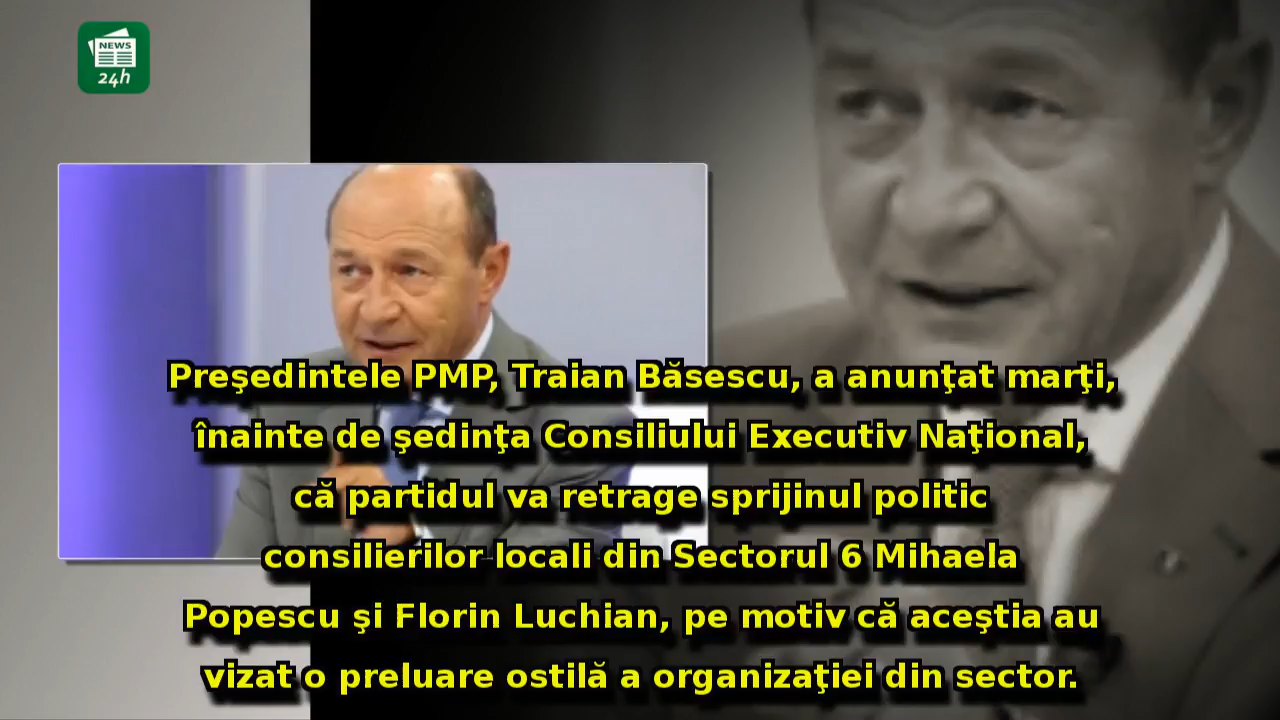 NEWS
24h
Preşedintele PMP, Traian Băsescu, a anunţat marţi,
înainte de şedinţa Consiliului Executiv Naţional,
că partidul va retrage sprijinul politic
consilierilor locali din Sectorul 6 Mihaela
Popescu şi Florin Luchian, pe motiv că aceştia au
vizat o preluare ostilă a organizaţiei din sector.